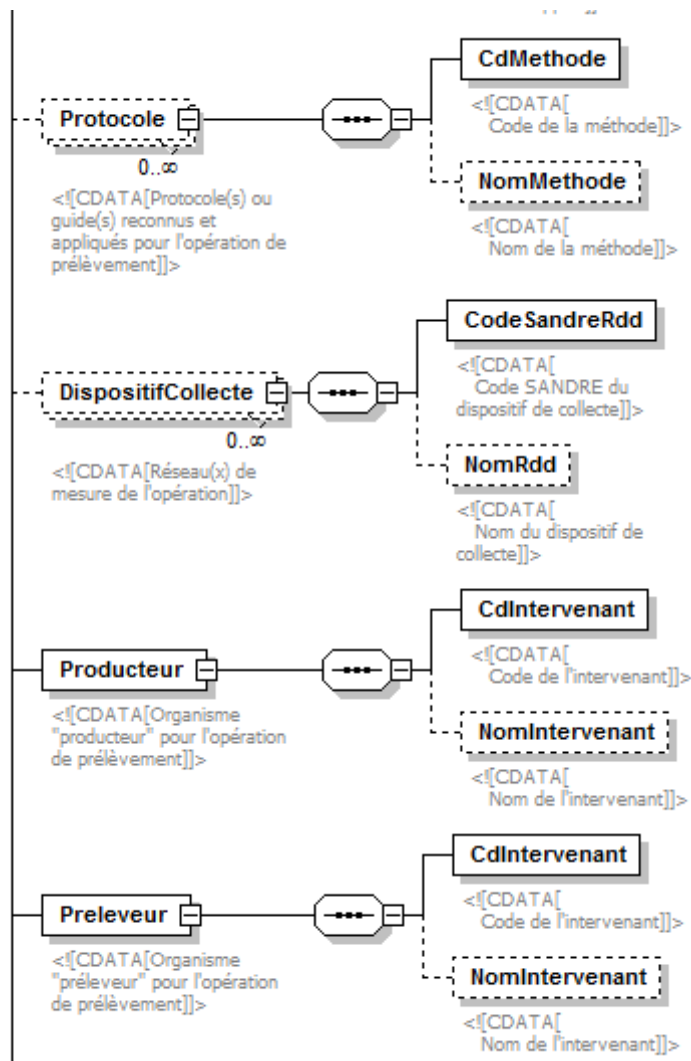 CdMethode
<![CDATA[
Code de la méthode]]>
Protocole
0..∞
<![CDATA[Protocole(s) ou
guide(s) reconnus et
appliqués pour l'opération de
prélèvement]]>
NomMethode
<![CDATA[
Nom de la méthode]]>
CodeSandreRdd
<![CDATA[
Code SANDRE du
dispositif de collecte]]>
DispositifCollecte
0..∞
<![CDATA[Réseau(x) de
mesure de l'opération]]>
NomRdd
<![CDATA[
Nom du dispositif de
collecte]]>
CdIntervenant
<![CDATA[
Code de l'intervenant]]>
Producteur
<![CDATA[Organisme
"producteur" pour l'opération
de prélèvement]]>
NomIntervenant
<![CDATA[
Nom de l'intervenant]]>
CdIntervenant
<![CDATA[
Code de l'intervenant]]>
Preleveur
<![CDATA[Organisme
"préleveur" pour l'opération
de prélèvement]]>
NomIntervenant
<![CDATA[
Nom de l'intervenant]]>